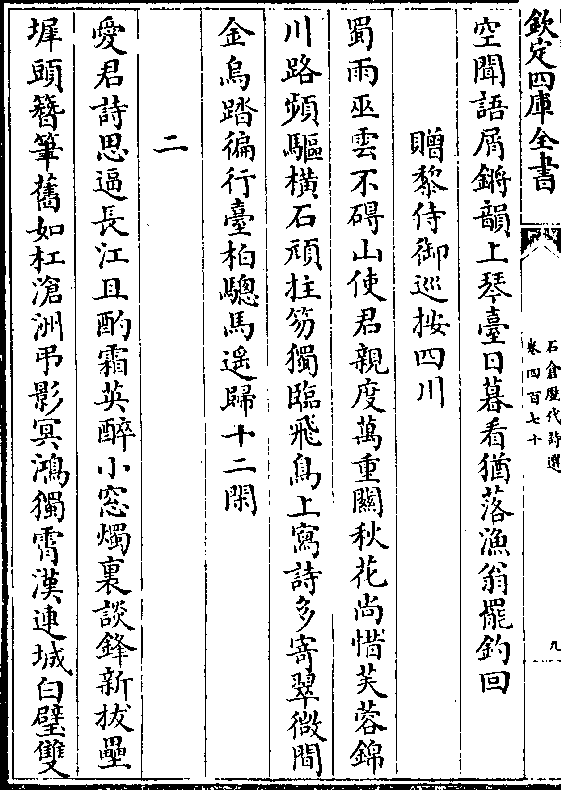 欽定四庫全書
石倉歷代詩選
卷四百七十
九
空聞語屑鏘韻上琴臺日暮看猶落漁翁罷釣回
贈黎侍御巡按四川
蜀雨巫雲不碍山使君親度萬重關秋花尚惜芙蓉錦
川路頻驅橫石頑拄笏獨臨飛鳥上寫詩多寄翠微間
金烏踏徧行臺柏驄馬遥歸十二閑
二
愛君詩思逼長江且酌霜英醉小窓燭裏談鋒新拔壘
墀頭簪筆舊如杠滄洲弔影冥鴻獨霄漢連城白璧雙